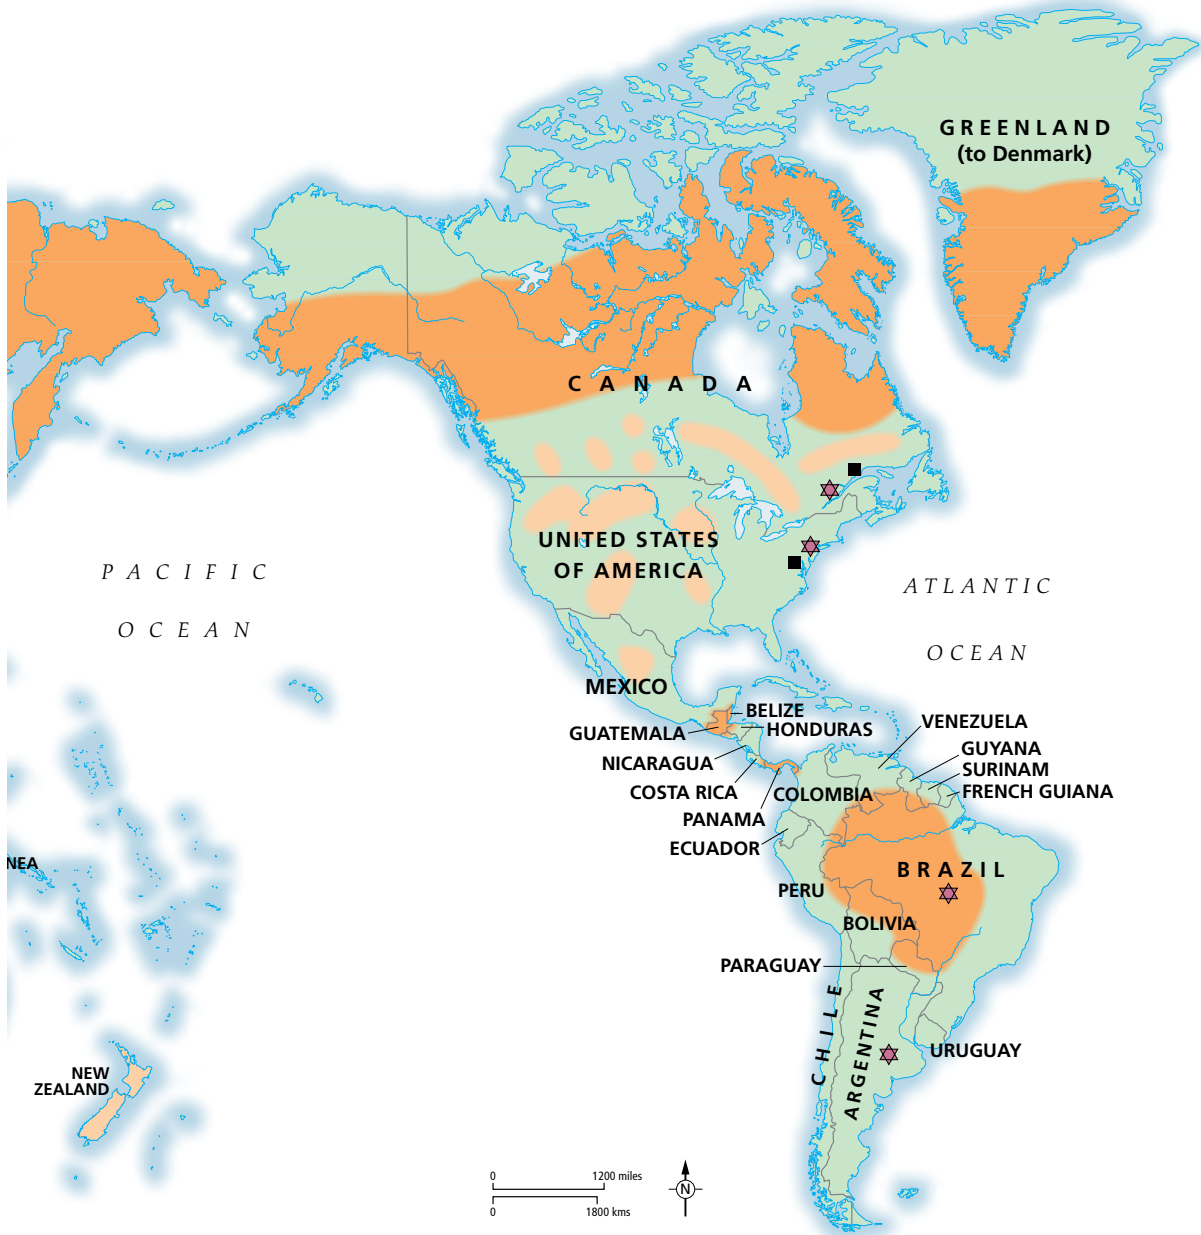 GREENLAND
(to Denmark)
CANADA
UNITED STATES
OF AMERICA
PACIFIC
OCEAN
ATLANTIC
OCEAN
MEXICO
BELIZE
GUATEMALA
HONDURAS
VENEZUELA
GUYANA
NICARAGUA
SURINAM
COSTA RICA
COLOMBIA
FRENCH GUIANA
PANAMA
ECUADOR
NEA
BRAZIL
PERU
BOLIVIA
PARAGUAY
CHILE
ARGENTINA
URUGUAY
NEW
ZEALAND
0 1200 miles
N
0 1800 kms